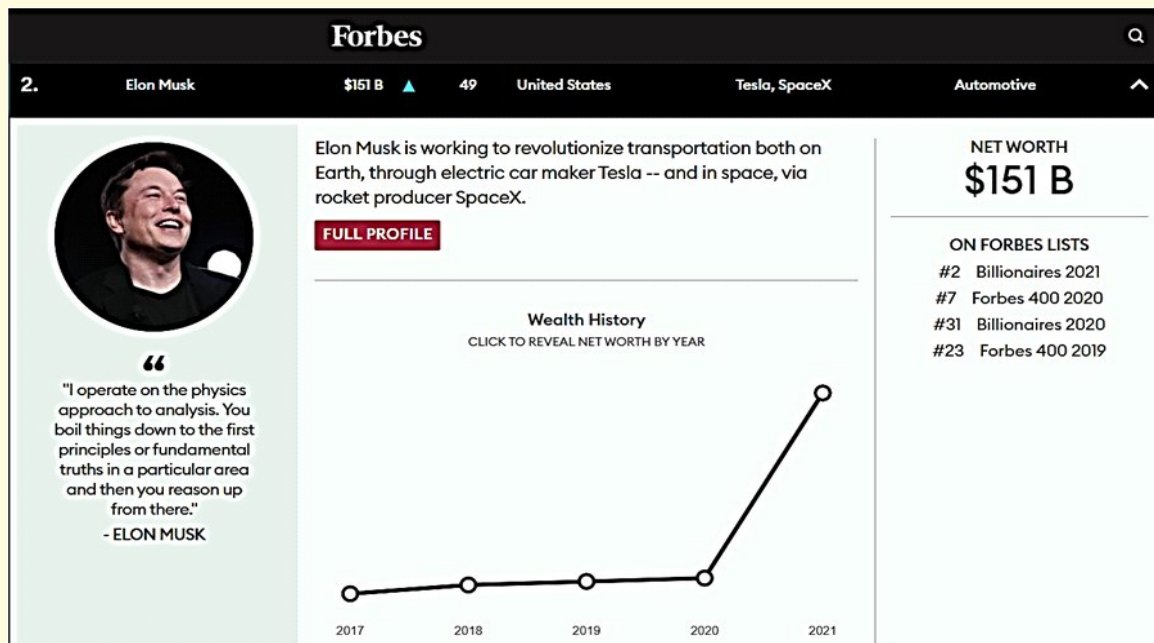 Forbes
2. Elon Musk $151 B ▲ 49 United States Tesla, SpaceX Automotive
Elon Musk is working to revolutionize transportation both on
Earth, through electric car maker Tesla -- and in space, via
rocket producer SpaceX.
FULL PROFILE
“
"I operate on the physics
approach to analysis. You
boil things down to the first
principles or fundamental
truths in a particular area
and then you reason up
from there."
- ELON MUSK
Wealth History
CLICK TO REVEAL NET WORTH BY YEAR
2017 2018 2019 2020 2021
NET WORTH
$151 B
ON FORBES LISTS
#2 Billionaires 2021
#7 Forbes 400 2020
#31 Billionaires 2020
#23 Forbes 400 2019